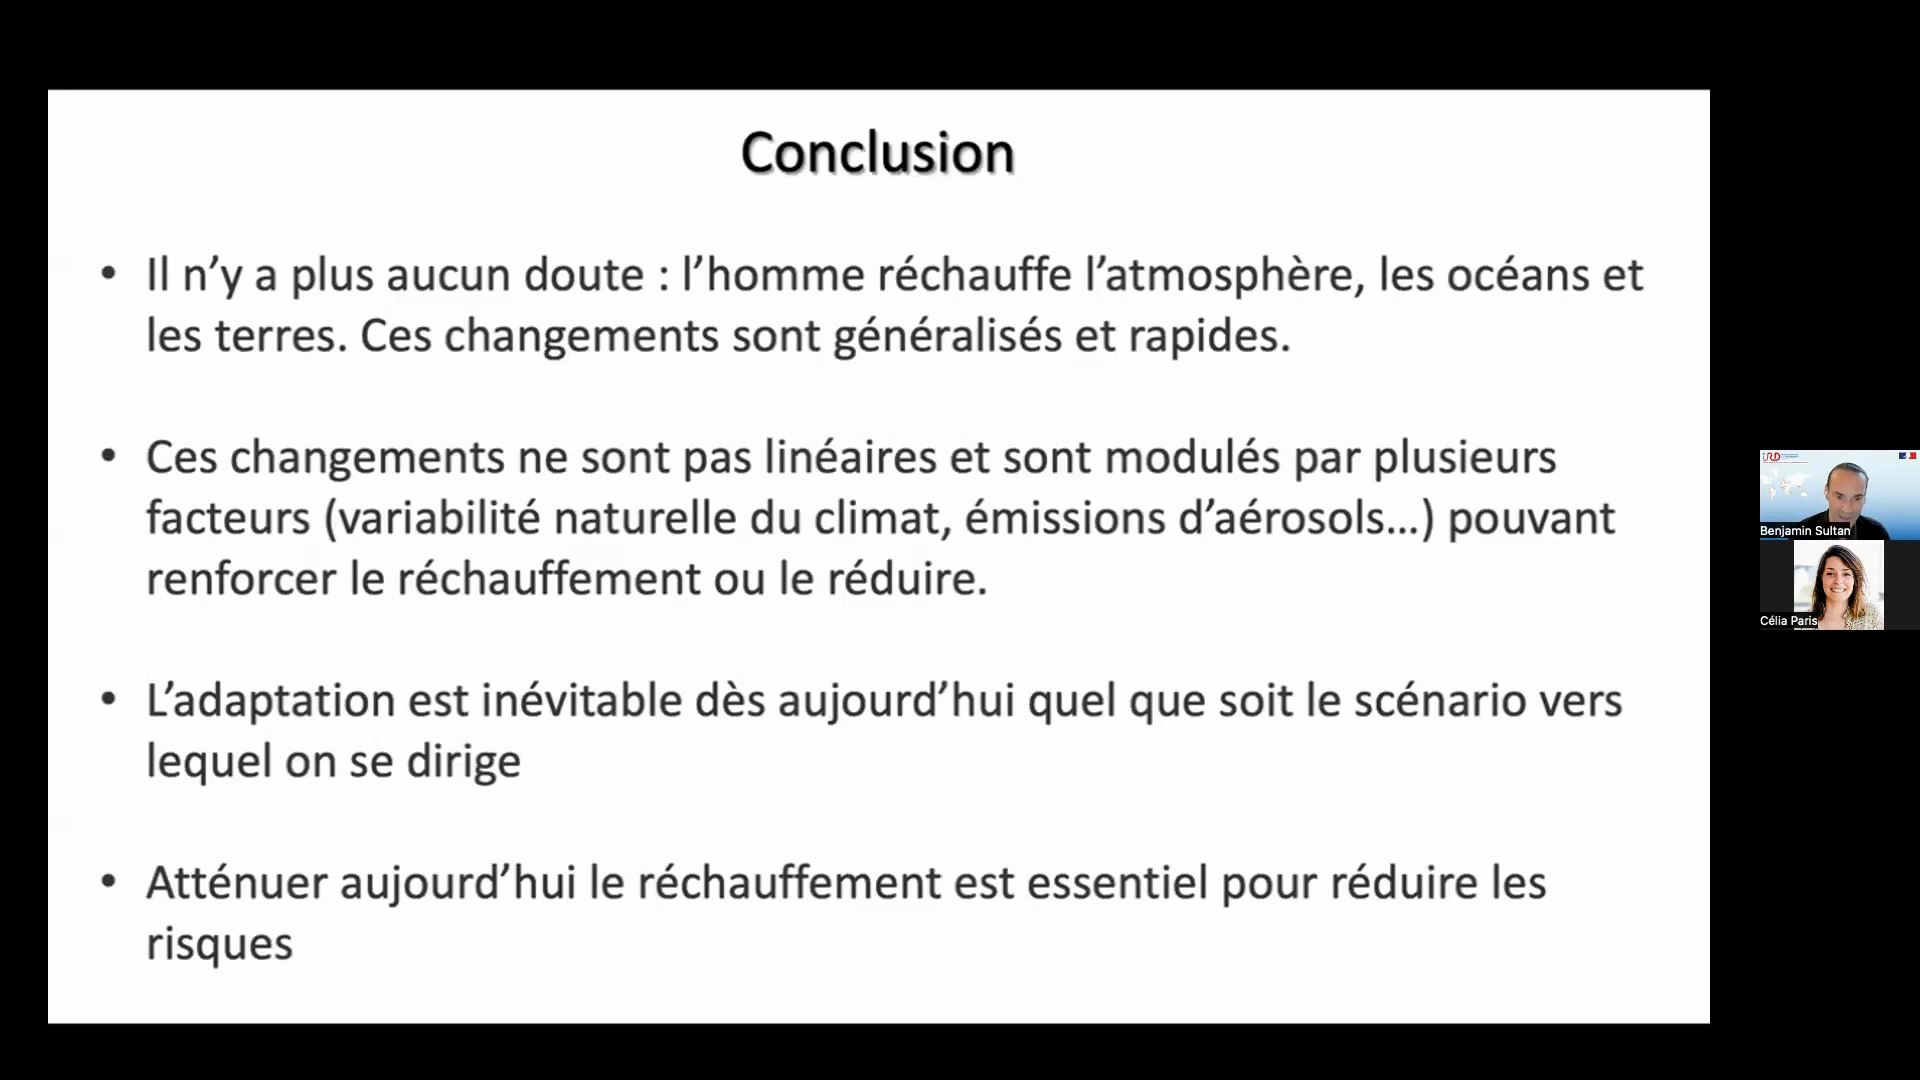 Conclusion
• Il n’y a plus aucun doute : l’homme réchauffe l’atmosphère, les océans et
les terres. Ces changements sont généralisés et rapides.
• Ces changements ne sont pas linéaires et sont modulés par plusieurs
facteurs (variabilité naturelle du climat, émissions d’aérosols…) pouvant
renforcer le réchauffement ou le réduire.
• L’adaptation est inévitable dès aujourd’hui quel que soit le scénario vers
lequel on se dirige
• Atténuer aujourd’hui le réchauffement est essentiel pour réduire les
risques
IRD
Benjamin Sultan
Célia Paris